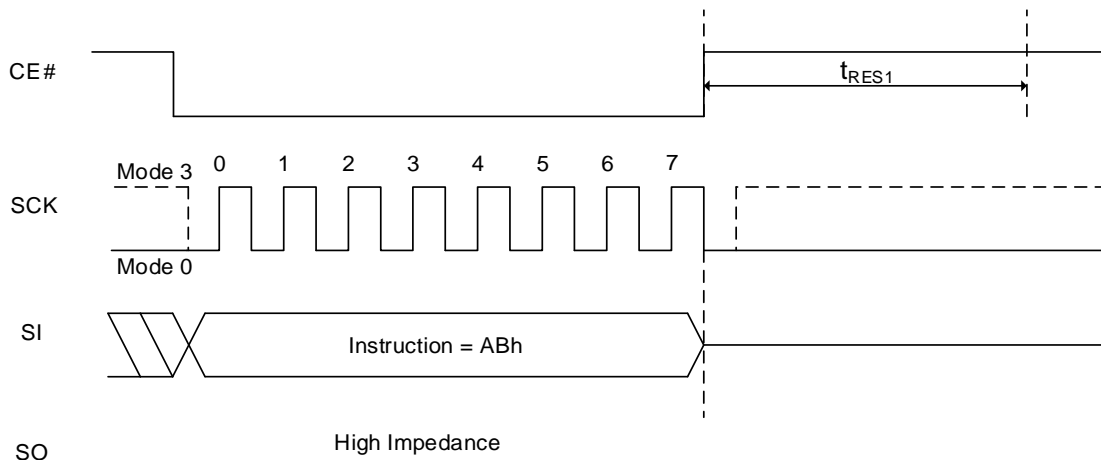 CE#
tRES1
Mode 3
0 1 2 3 4 5 6 7
SCK
Mode 0
SI
Instruction = ABh
SO
High Impedance